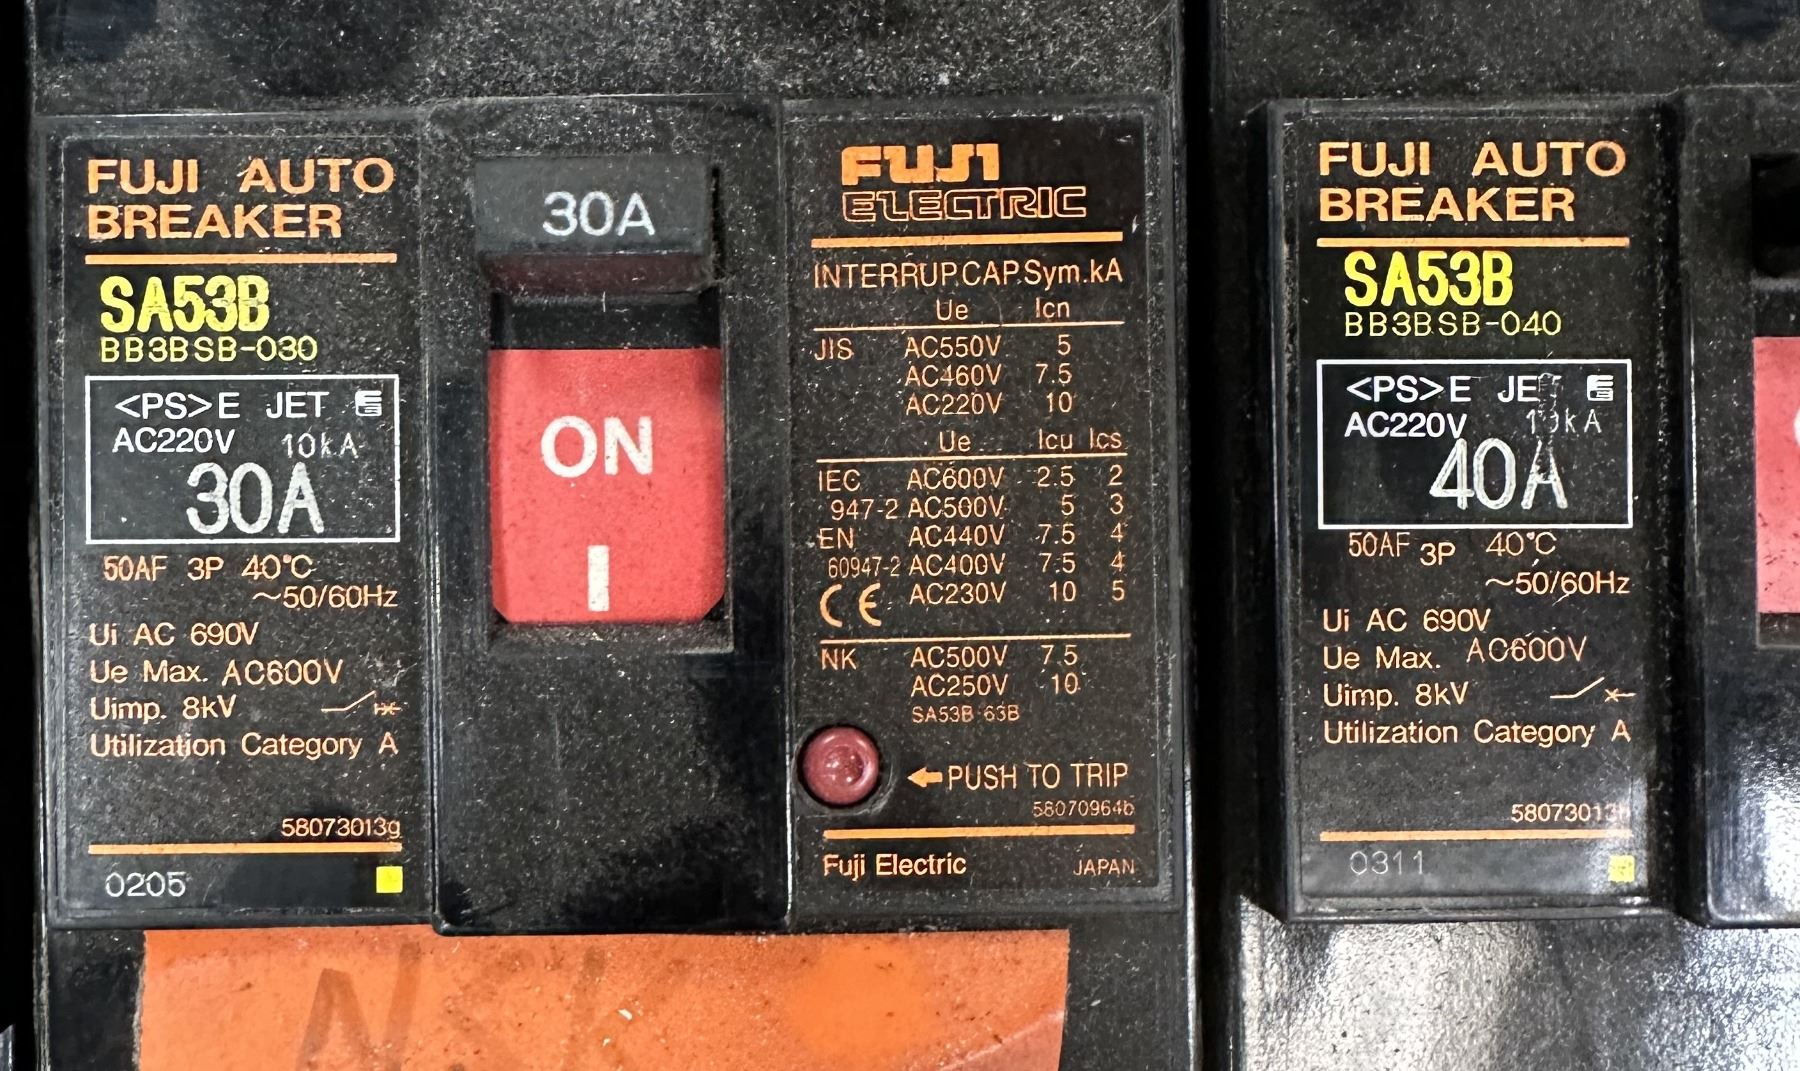 FUJI AUTO
BREAKER
SA53B
BB3BSB-030
<PS>E JET
AC220V 10kA
30A
50AF 3P 40°C
~50/60Hz
Ui AC 690V
Ue Max. AC600V
Uimp. 8kV
Utilization Category A
58073013g
0205
30A
ON
I
FUJI
ELECTRIC
INTERRUP.CAP.Sym.kA
Ue Icn
JIS AC550V 5
AC460V 7.5
AC220V 10
Ue Icu Ics
IEC AC600V 2.5 2
947-2 AC500V 5 3
EN AC440V 7.5 4
60947-2 AC400V 7.5 4
CE AC230V 10 5
NK AC500V 7.5
AC250V 10
SA53B 63B
←PUSH TO TRIP
58070964b
Fuji Electric JAPAN
FUJI AUTO
BREAKER
SA53B
BB3BSB-040
<PS>E JET
AC220V 10kA
40A
50AF 3P 40°C
~50/60Hz
Ui AC 690V
Ue Max. AC600V
Uimp. 8kV
Utilization Category A
0311